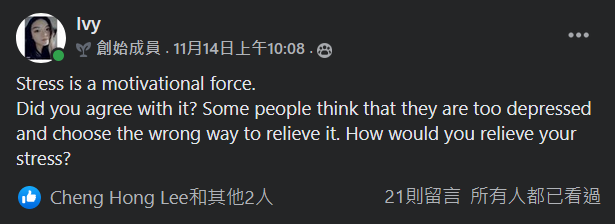 Ivy
創始成員 · 11月14日上午10:08 ·
Stress is a motivational force.
Did you agree with it? Some people think that they are too depressed
and choose the wrong way to relieve it. How would you relieve your
stress?
Cheng Hong Lee和其他2人 21則留言 所有人都已看過